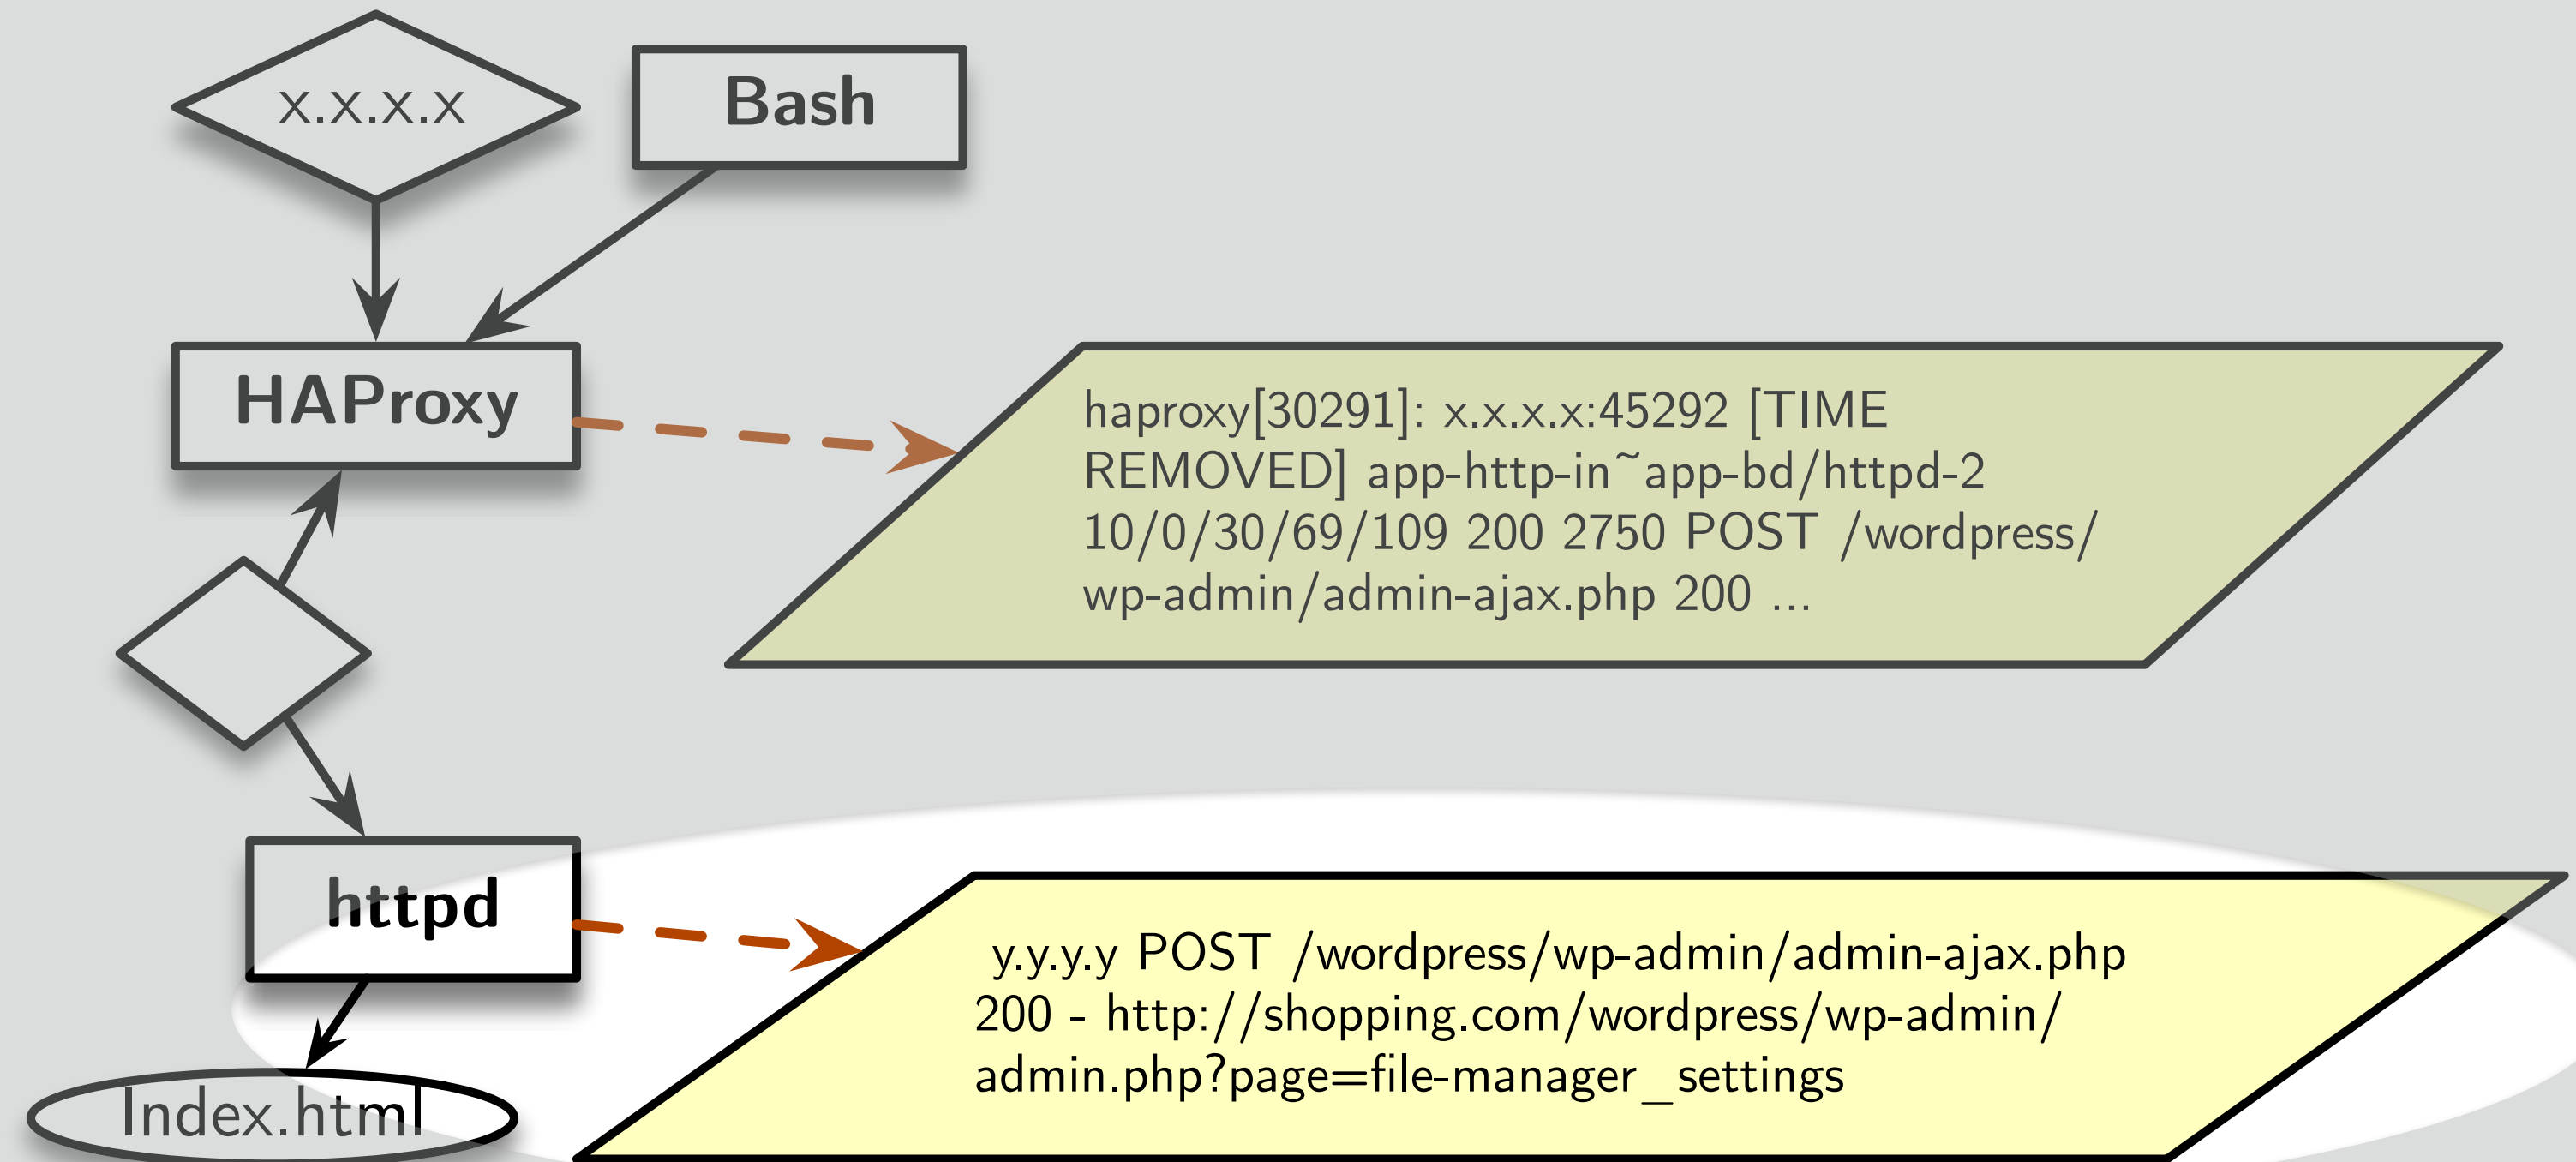 x.x.x.x
Bash
HAProxy
haproxy[30291]: x.x.x.x:45292 [TIME
REMOVED] app-http-in~app-bd/httpd-2
10/0/30/69/109 200 2750 POST /wordpress/
wp-admin/admin-ajax.php 200 ...
httpd
y.y.y.y POST /wordpress/wp-admin/admin-ajax.php
200 - http://shopping.com/wordpress/wp-admin/
admin.php?page=file-manager_settings
Index.html